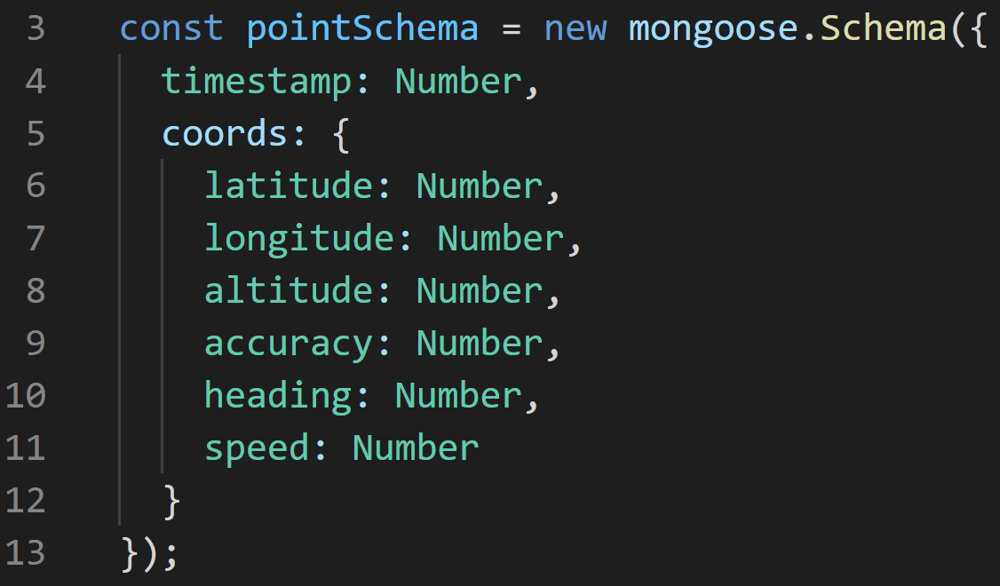 3 const pointSchema = new mongoose.Schema({
4   timestamp: Number,
5   coords: {
6     latitude: Number,
7     longitude: Number,
8     altitude: Number,
9     accuracy: Number,
10     heading: Number,
11     speed: Number
12   }
13 });